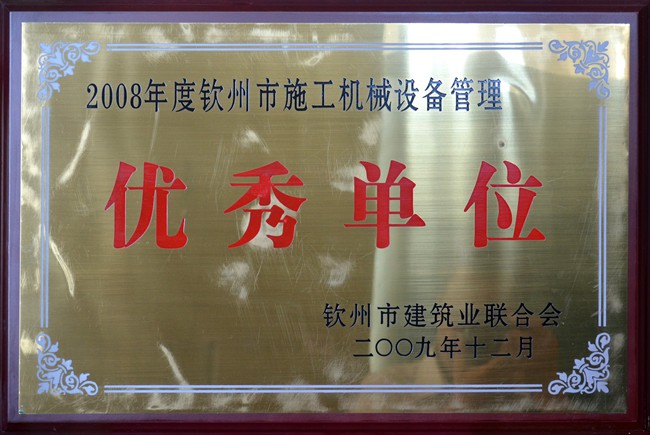 2008年度钦州市施工机械设备管理
优秀单位
钦州市建筑业联合会
二〇〇九年十二月